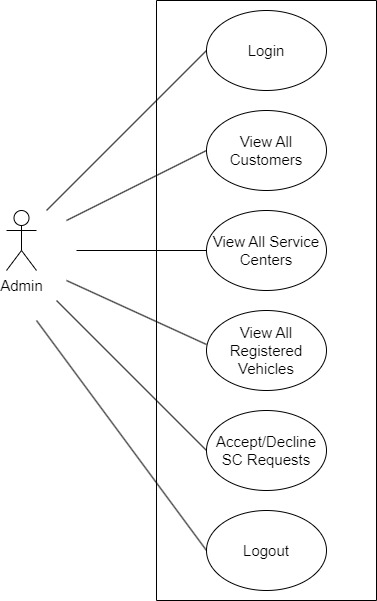 Login
View All
Customers
Admin
View All Service
Centers
View All
Registered
Vehicles
Accept/Decline
SC Requests
Logout